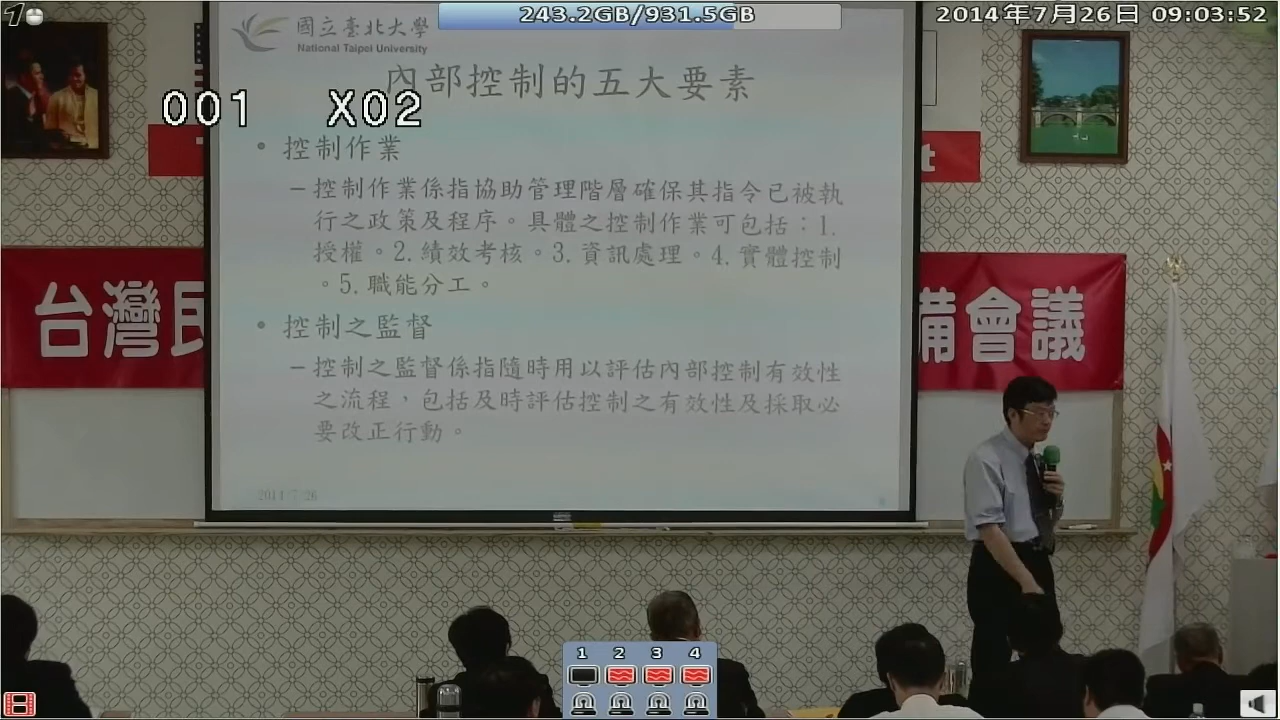 1
243.2GB/931.5GB
2014年7月26日 09:03:52
國立臺北大學
National Taipei University
內部控制的五大要素
001 X02
• 控制作業
– 控制作業係指協助管理階層確保其指令已被執
行之政策及程序。具體之控制作業可包括：1.
授權。2.績效考核。3.資訊處理。4.實體控制
。5.職能分工。
• 控制之監督
– 控制之監督係指隨時用以評估內部控制有效性
之流程，包括及時評估控制之有效性及採取必
要改正行動。
2014/7/26
t
台灣民
備會議
1 2 3 4